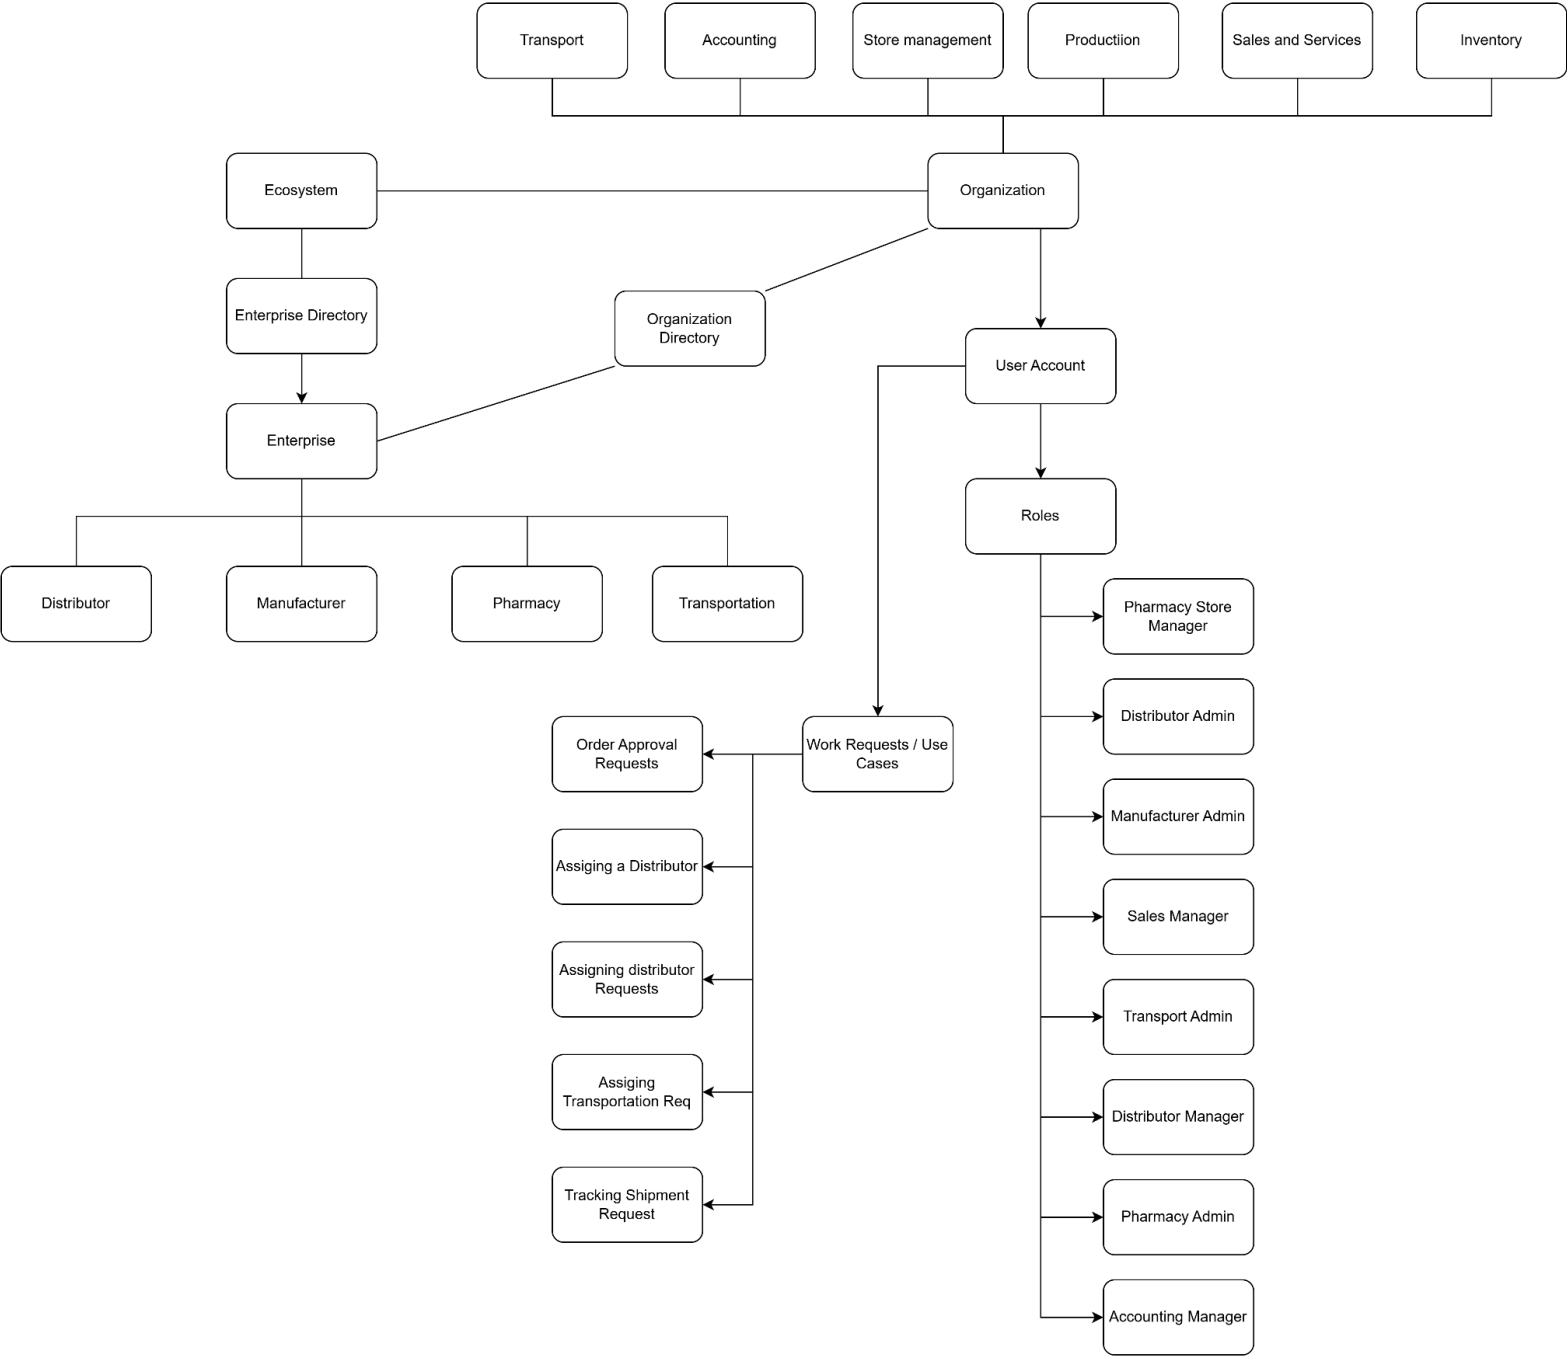 Transport
Accounting
Store management
Productiion
Sales and Services
Inventory
Ecosystem
Organization
Enterprise Directory
Organization
Directory
User Account
Enterprise
Roles
Distributor
Manufacturer
Pharmacy
Transportation
Pharmacy Store
Manager
Distributor Admin
Order Approval
Requests
Work Requests / Use
Cases
Manufacturer Admin
Assiging a Distributor
Sales Manager
Assigning distributor
Requests
Transport Admin
Assiging
Transportation Req
Distributor Manager
Tracking Shipment
Request
Pharmacy Admin
Accounting Manager